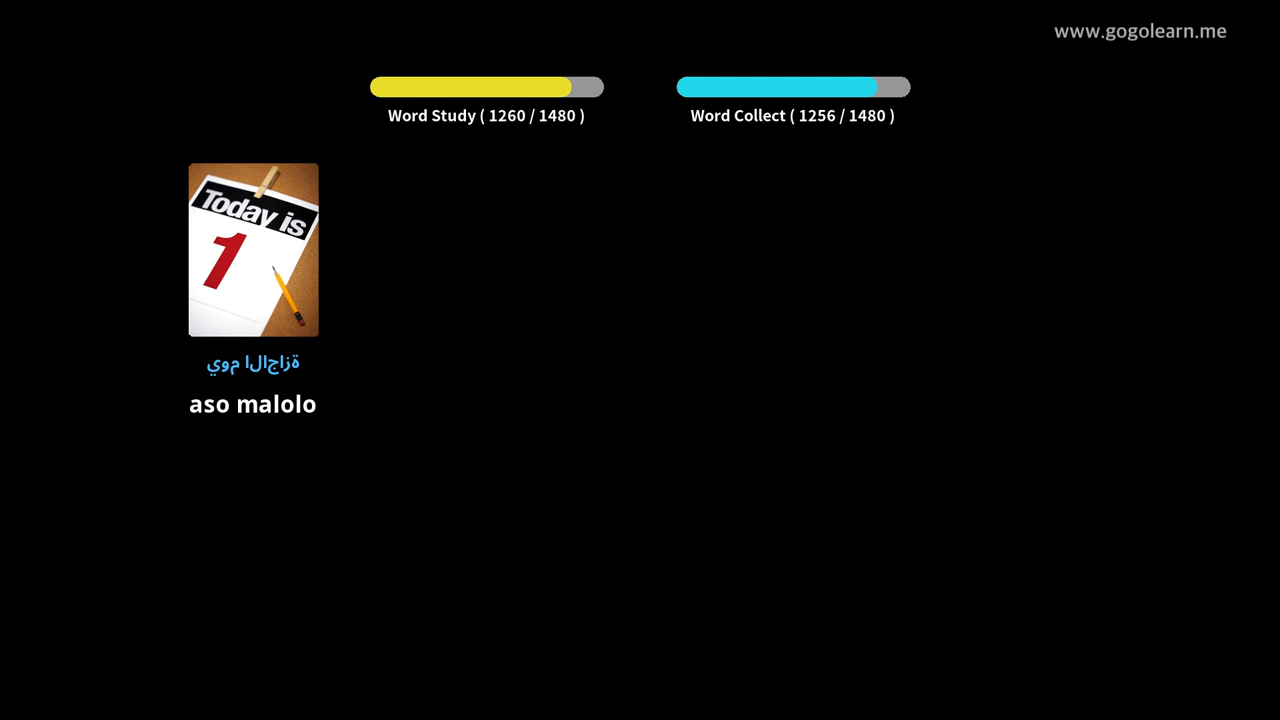 www.gogolearn.me
Word Study ( 1260 / 1480 )
Word Collect ( 1256 / 1480 )
Today is
1
يوم الاجازة
aso malolo